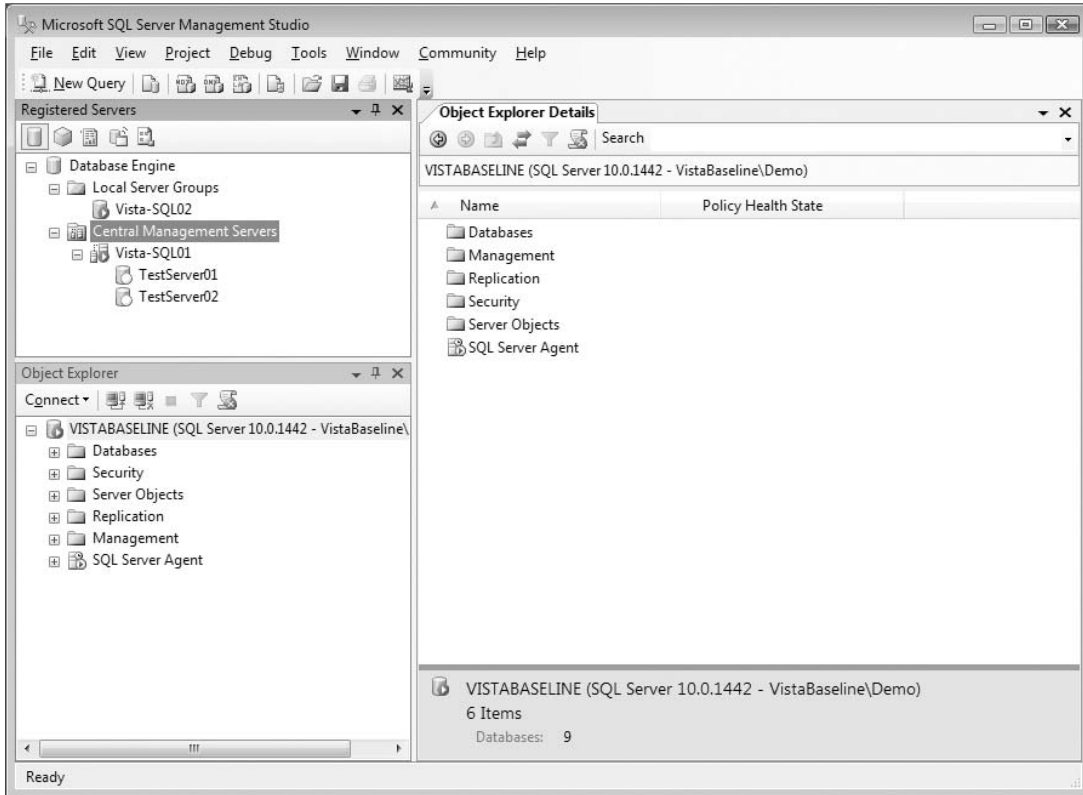 Microsoft SQL Server Management Studio
File Edit View Project Debug Tools Window Community Help
New Query
Registered Servers
Database Engine
Local Server Groups
Vista-SQL02
Central Management Servers
Vista-SQL01
TestServer01
TestServer02
Object Explorer
Connect
VISTABASELINE (SQL Server 10.0.1442 - VistaBaseline\
Databases
Security
Server Objects
Replication
Management
SQL Server Agent
Object Explorer Details
Search
VISTABASELINE (SQL Server 10.0.1442 - VistaBaseline\Demo)
Name Policy Health State
Databases
Management
Replication
Security
Server Objects
SQL Server Agent
VISTABASELINE (SQL Server 10.0.1442 - VistaBaseline\Demo)
6 Items
Databases: 9
Ready